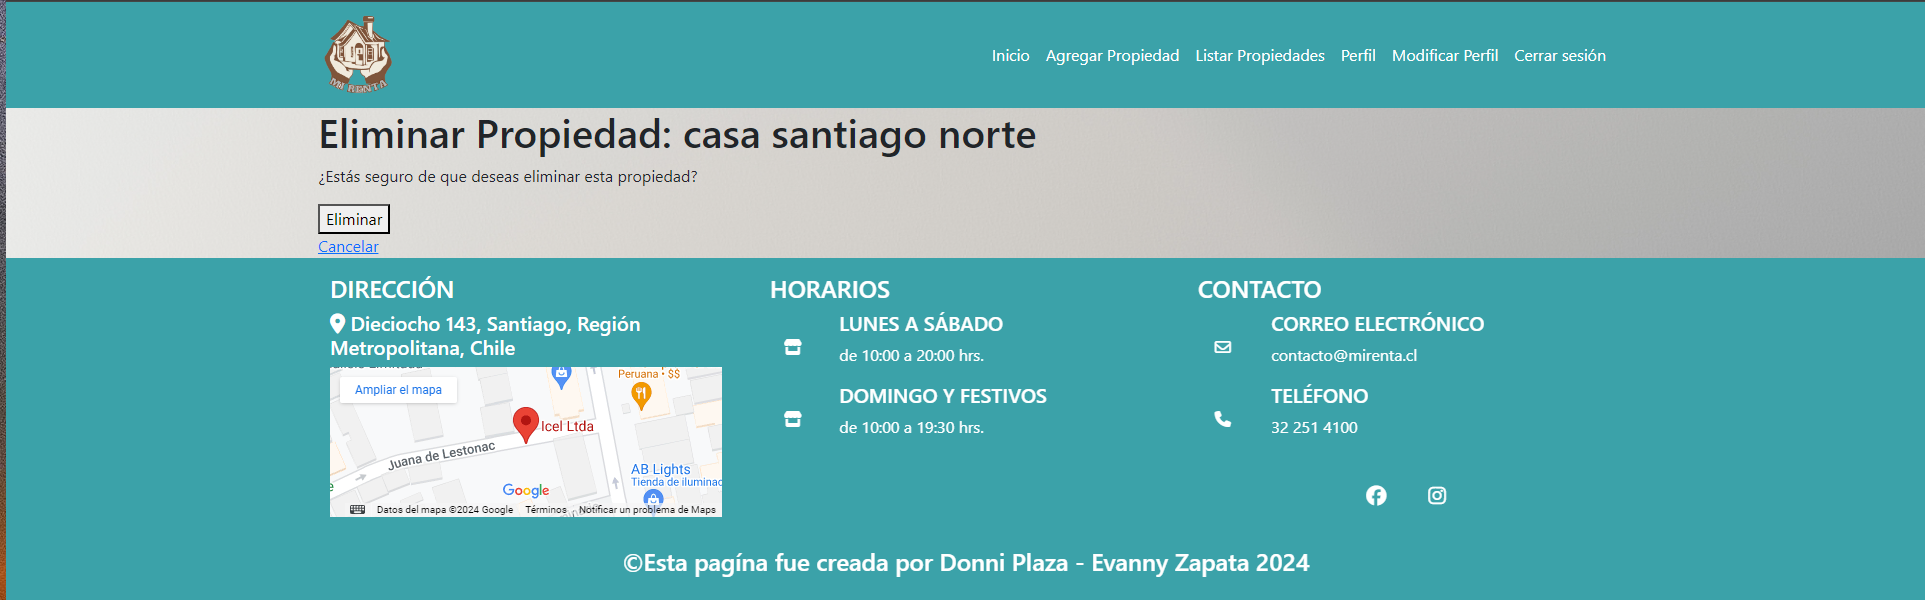 MI RENTA
Inicio Agregar Propiedad Listar Propiedades Perfil Modificar Perfil Cerrar sesión
Eliminar Propiedad: casa santiago norte
¿Estás seguro de que deseas eliminar esta propiedad?
Eliminar
Cancelar
DIRECCIÓN
Dieciocho 143, Santiago, Región
Metropolitana, Chile
Ampliar el mapa
Peruana • $$
Icel Ltda
Juana de Lestonac
AB Lights
Tienda de iluminac
Google
Datos del mapa ©2024 Google Términos Notificar un problema de Maps
HORARIOS
LUNES A SÁBADO
de 10:00 a 20:00 hrs.
DOMINGO Y FESTIVOS
de 10:00 a 19:30 hrs.
CONTACTO
CORREO ELECTRÓNICO
contacto@mirenta.cl
TELÉFONO
32 251 4100
©Esta pagína fue creada por Donni Plaza - Evanny Zapata 2024